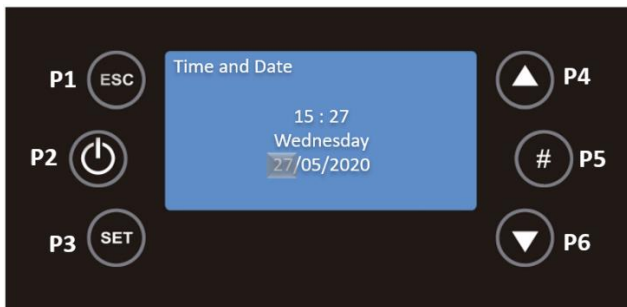 Time and Date
P1 ESC
P4
15 : 27
Wednesday
P2
# P5
27/05/2020
P3 SET
P6